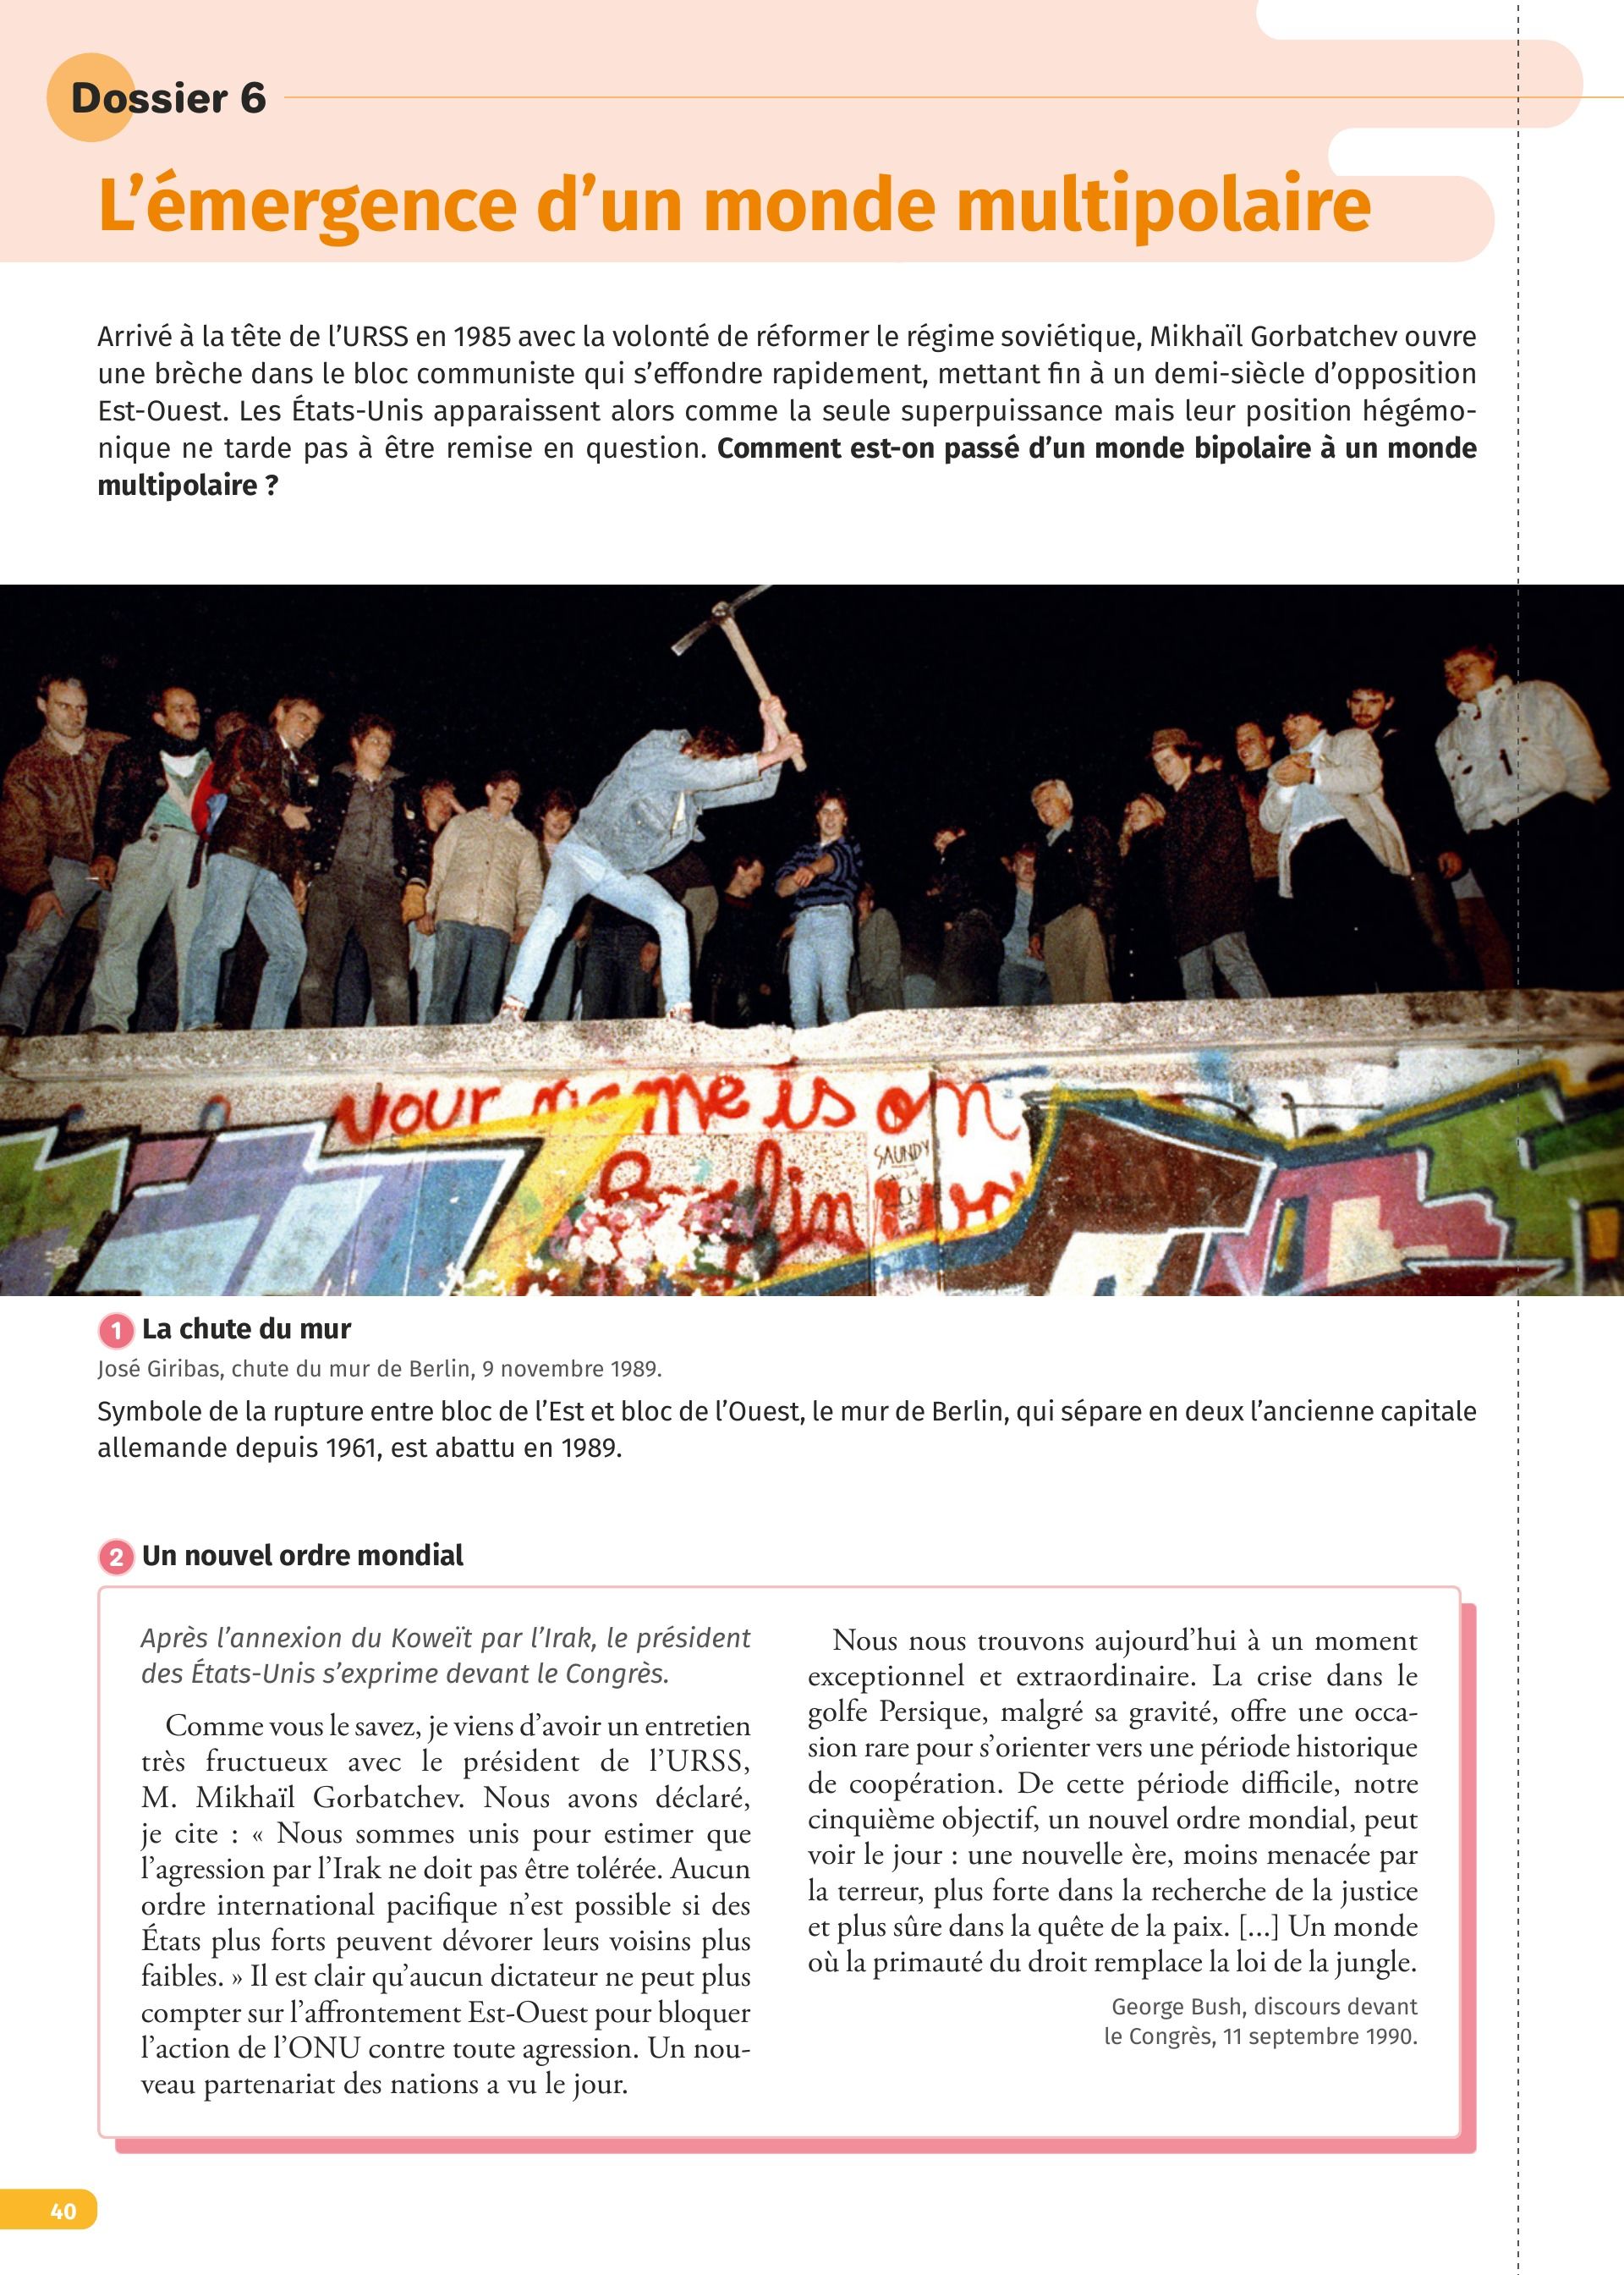 Dossier 6
L’émergence d’un monde multipolaire
Arrivé à la tête de l’URSS en 1985 avec la volonté de réformer le régime soviétique, Mikhaïl Gorbatchev ouvre
une brèche dans le bloc communiste qui s’effondre rapidement, mettant fin à un demi-siècle d’opposition
Est-Ouest. Les États-Unis apparaissent alors comme la seule superpuissance mais leur position hégémo-
nique ne tarde pas à être remise en question. Comment est-on passé d’un monde bipolaire à un monde
multipolaire ?
your name is on
Berlin
SAUNDY
1 La chute du mur
José Giribas, chute du mur de Berlin, 9 novembre 1989.
Symbole de la rupture entre bloc de l’Est et bloc de l’Ouest, le mur de Berlin, qui sépare en deux l’ancienne capitale
allemande depuis 1961, est abattu en 1989.
2 Un nouvel ordre mondial
Après l’annexion du Koweït par l’Irak, le président
des États-Unis s’exprime devant le Congrès.
Comme vous le savez, je viens d’avoir un entretien
très fructueux avec le président de l’URSS,
M. Mikhaïl Gorbatchev. Nous avons déclaré,
je cite : « Nous sommes unis pour estimer que
l’agression par l’Irak ne doit pas être tolérée. Aucun
ordre international pacifique n’est possible si des
États plus forts peuvent dévorer leurs voisins plus
faibles. » Il est clair qu’aucun dictateur ne peut plus
compter sur l’affrontement Est-Ouest pour bloquer
l’action de l’ONU contre toute agression. Un nou-
veau partenariat des nations a vu le jour.
Nous nous trouvons aujourd’hui à un moment
exceptionnel et extraordinaire. La crise dans le
golfe Persique, malgré sa gravité, offre une occa-
sion rare pour s’orienter vers une période historique
de coopération. De cette période difficile, notre
cinquième objectif, un nouvel ordre mondial, peut
voir le jour : une nouvelle ère, moins menacée par
la terreur, plus forte dans la recherche de la justice
et plus sûre dans la quête de la paix. [...] Un monde
où la primauté du droit remplace la loi de la jungle.
George Bush, discours devant
le Congrès, 11 septembre 1990.
40